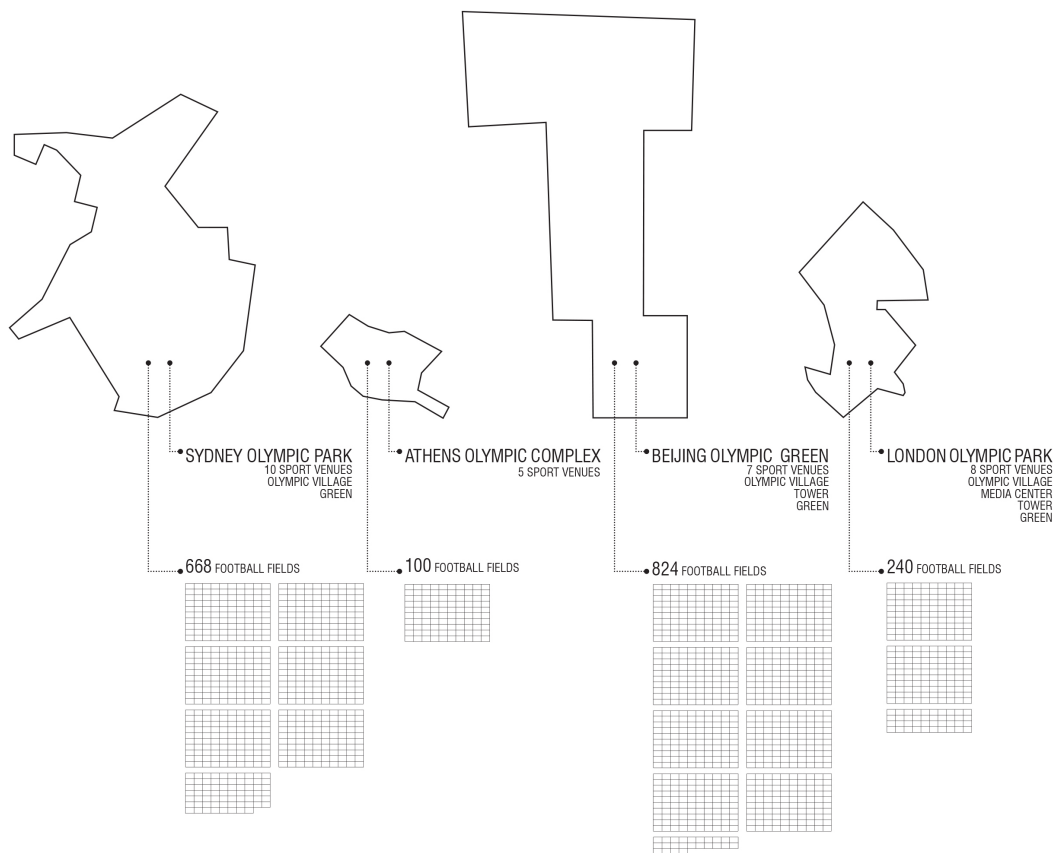 SYDNEY OLYMPIC PARK
10 SPORT VENUES
OLYMPIC VILLAGE
GREEN
ATHENS OLYMPIC COMPLEX
5 SPORT VENUES
BEIJING OLYMPIC GREEN
7 SPORT VENUES
OLYMPIC VILLAGE
TOWER
GREEN
LONDON OLYMPIC PARK
8 SPORT VENUES
OLYMPIC VILLAGE
MEDIA CENTER
TOWER
GREEN
668 FOOTBALL FIELDS
100 FOOTBALL FIELDS
824 FOOTBALL FIELDS
240 FOOTBALL FIELDS